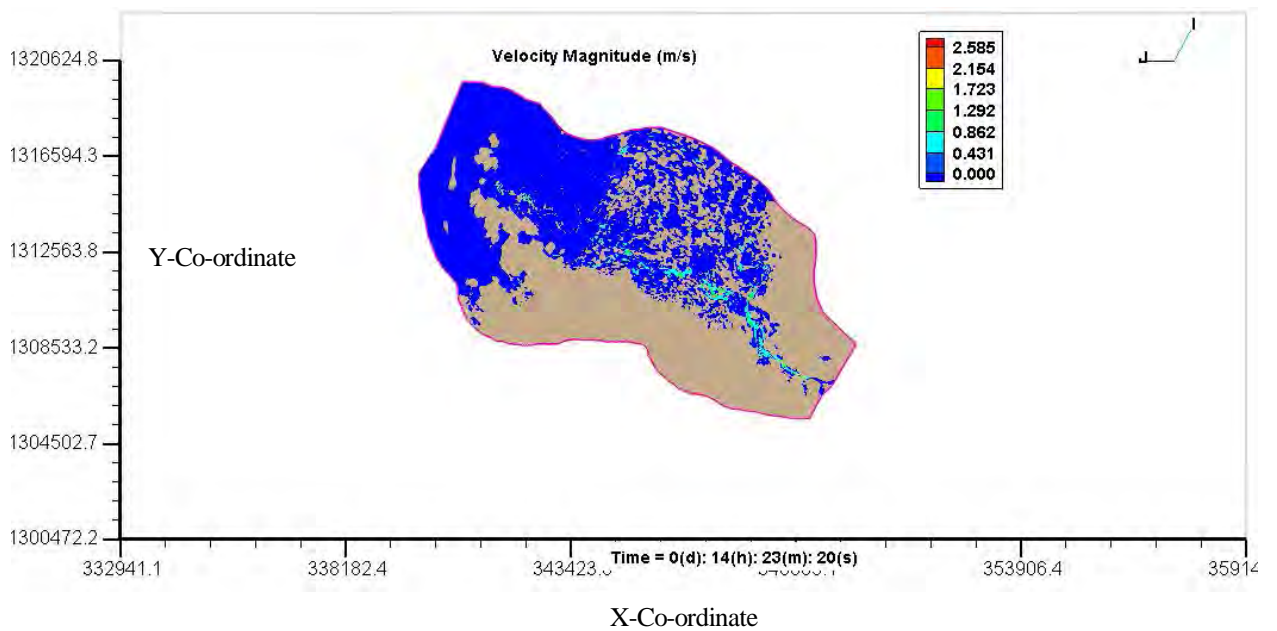 Velocity Magnitude (m/s)
2.585
2.154
1.723
1.292
0.862
0.431
0.000
I
J
1320624.8
1316594.3
1312563.8
1308533.2
1304502.7
1300472.2
Y-Co-ordinate
Time = 0(d): 14(h): 23(m): 20(s)
332941.1
338182.4
353906.4
X-Co-ordinate